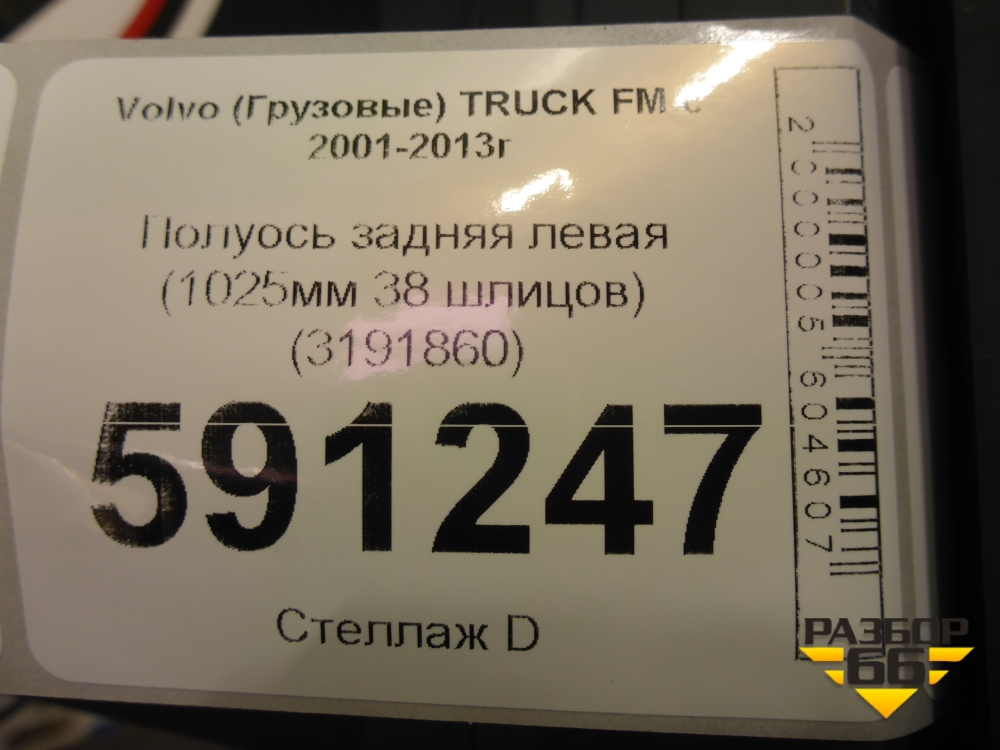 Volvo (Грузовые) TRUCK FM с
2001-2013г
Полуось задняя левая
(1025мм 38 шлицов)
(3191860)
591247
Стеллаж D
2000005604607
РАЗБОР
66